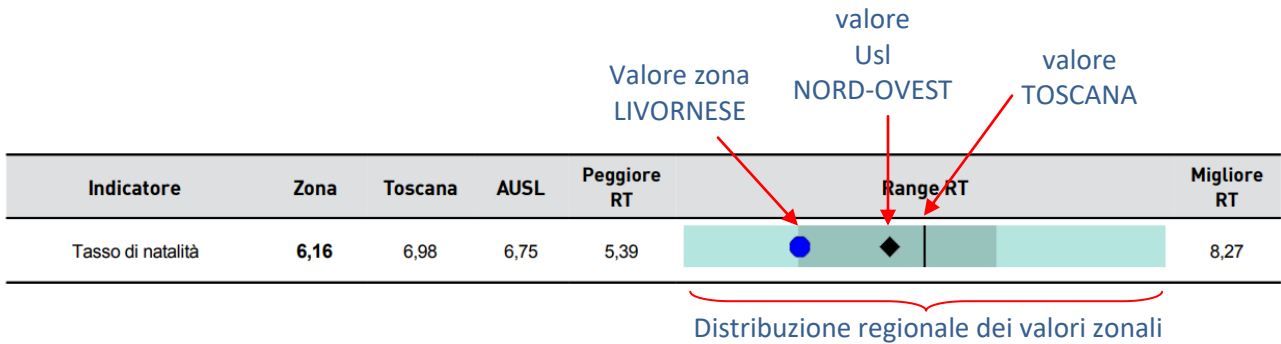 valore
Usl
NORD-OVEST
Valore zona
LIVORNESE
valore
TOSCANA
Indicatore Zona Toscana AUSL Peggiore RT Range RT Migliore RT
Tasso di natalità 6,16 6,98 6,75 5,39 8,27
Distribuzione regionale dei valori zonali